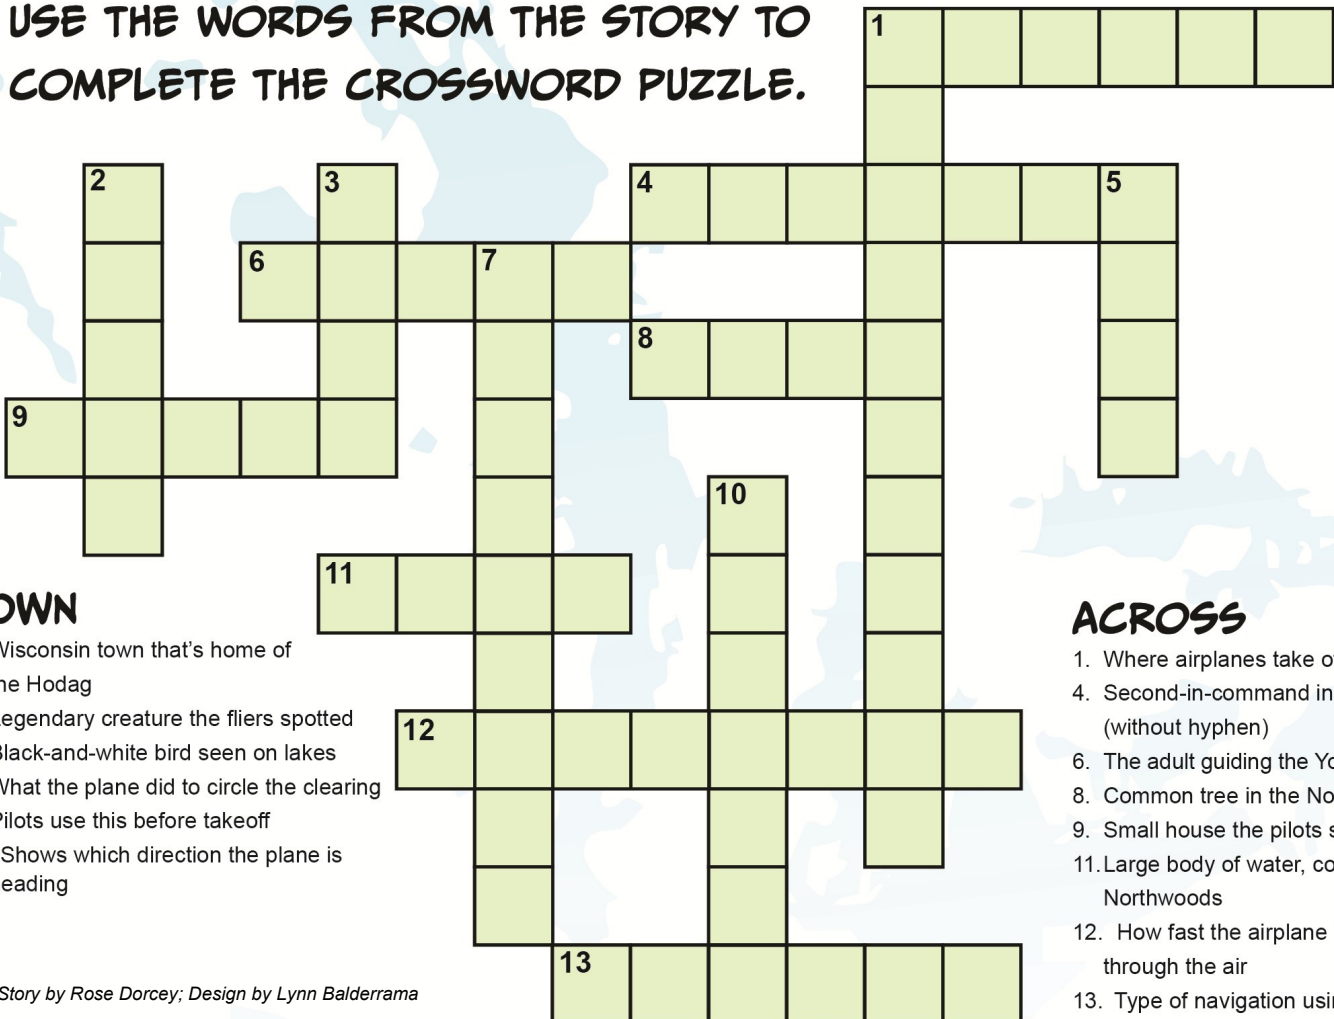 USE THE WORDS FROM THE STORY TO
COMPLETE THE CROSSWORD PUZZLE.
1
2
3
4
5
6
7
8
9
10
11
12
13
OWN
Wisconsin town that’s home of
he Hodag
egendary creature the fliers spotted
Black-and-white bird seen on lakes
What the plane did to circle the clearing
Pilots use this before takeoff
Shows which direction the plane is
eading
Story by Rose Dorcey; Design by Lynn Balderrama
ACROSS
1. Where airplanes take o
4. Second-in-command in
(without hyphen)
6. The adult guiding the Yo
8. Common tree in the No
9. Small house the pilots s
11. Large body of water, co
Northwoods
12. How fast the airplane
through the air
13. Type of navigation usi